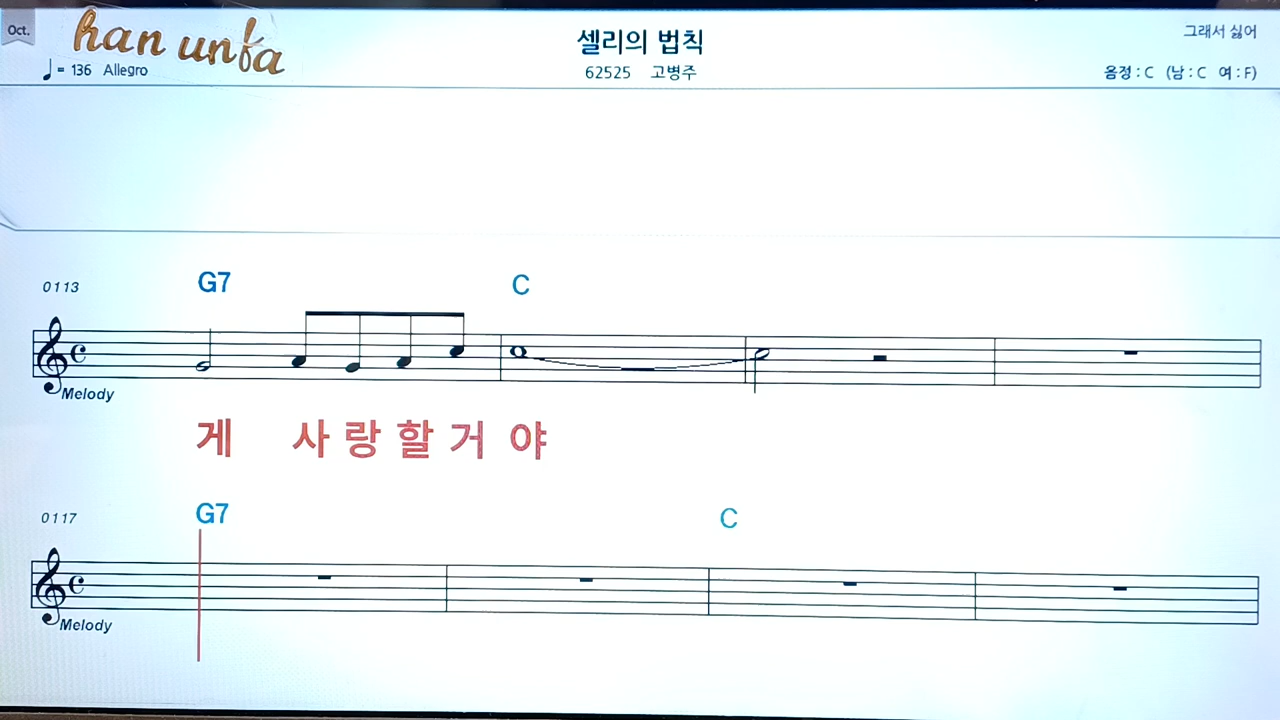 Oct.
han unfa
셀리의 법칙
그래서 싫어
♩= 136 Allegro
62525 고병주
음정 : C (남 : C 여 : F)
0113
G7 C
Melody
게 사 랑 할 거 야
0117
G7 C
Melody